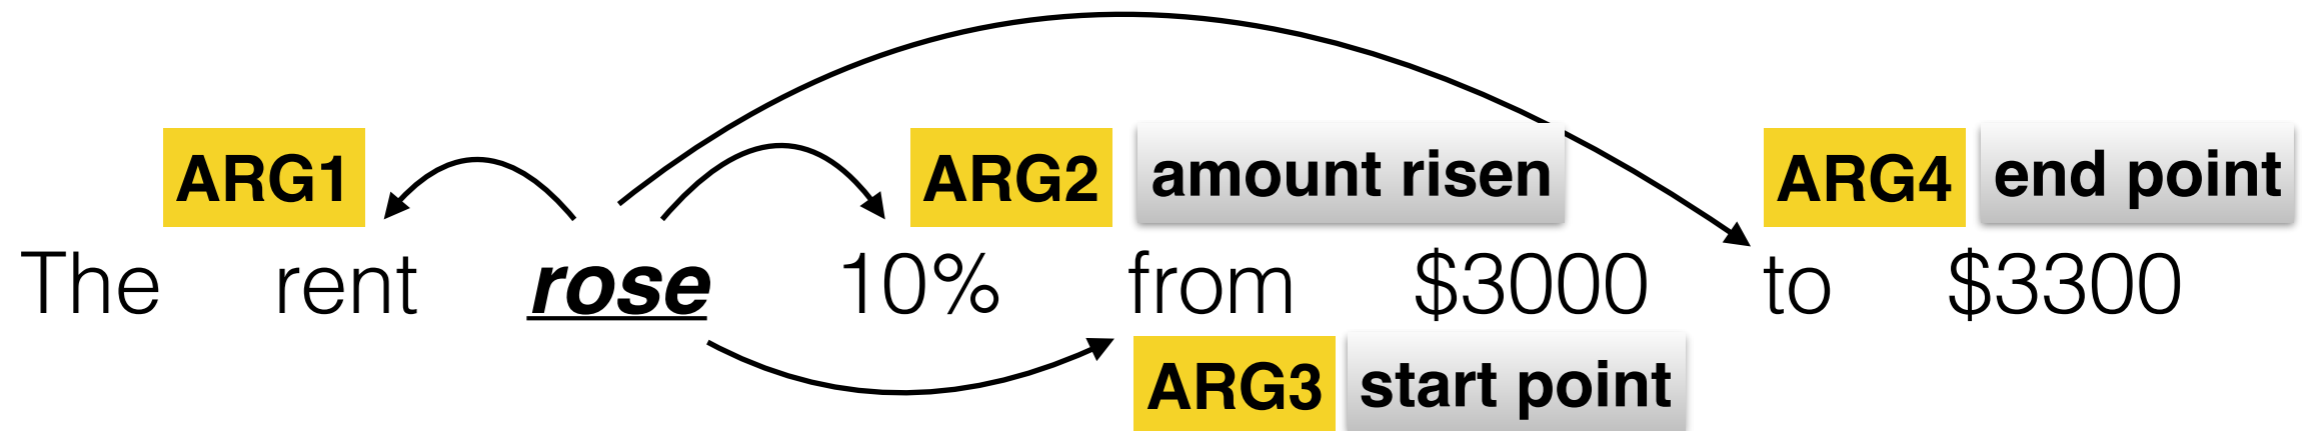 ARG1 ARG2 amount risen ARG4 end point
The rent rose 10% from $3000 to $3300
ARG3 start point